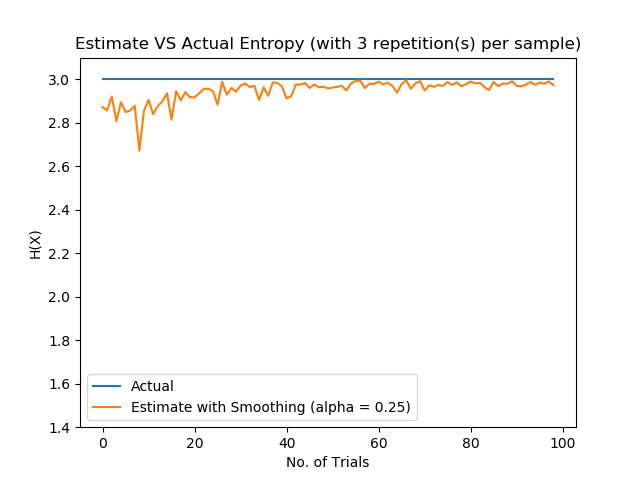 Estimate VS Actual Entropy (with 3 repetition(s) per sample)
3.0
2.8
2.6
2.4
2.2
2.0
1.8
1.6
1.4
H(X)
Actual
Estimate with Smoothing (alpha = 0.25)
0 20 40 60 80 100
No. of Trials